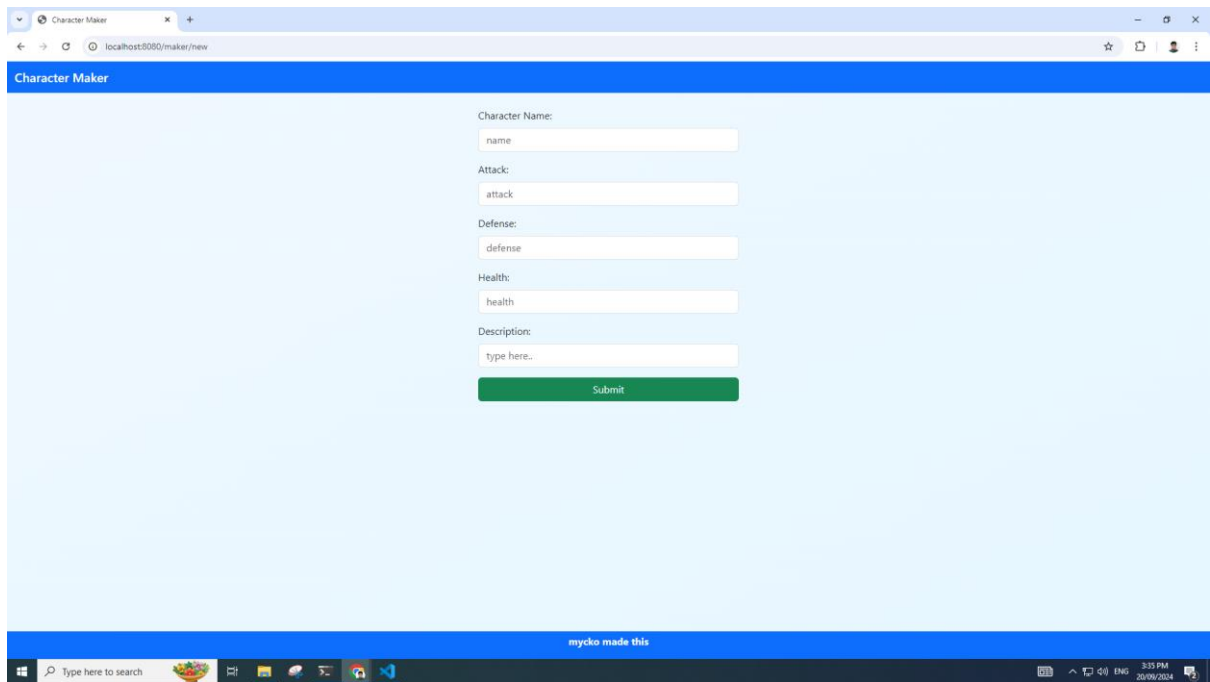 Character Maker
localhost:8080/maker/new
Character Maker
Character Name:
name
Attack:
attack
Defense:
defense
Health:
health
Description:
type here..
Submit
mycko made this
Type here to search
ENG
3:35 PM
20/09/2024
2